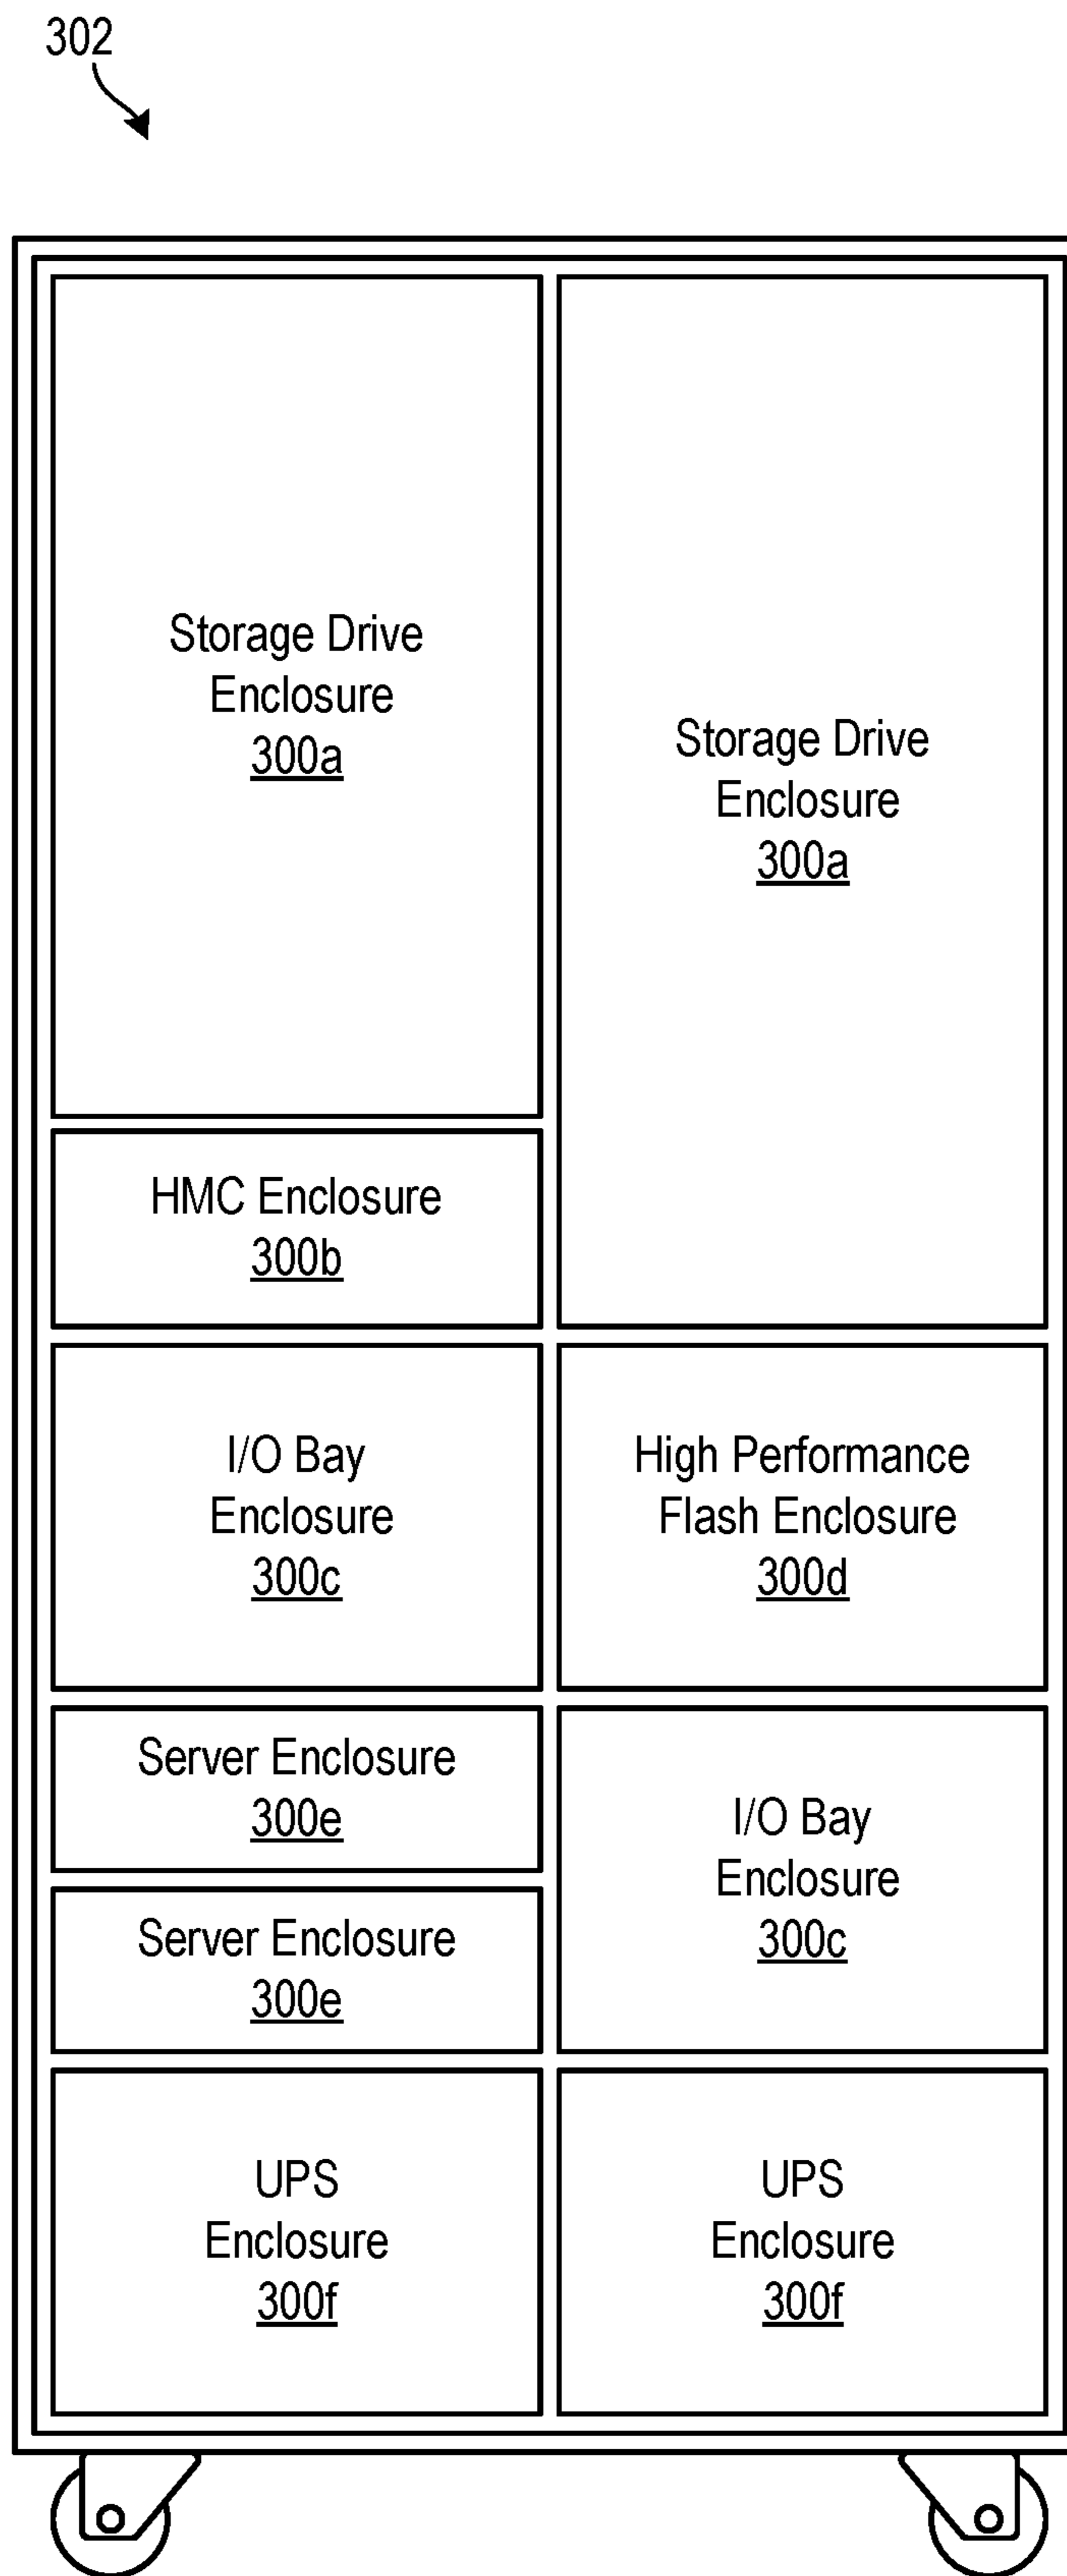 302
Storage Drive
Enclosure
300a
Storage Drive
Enclosure
300a
HMC Enclosure
300b
I/O Bay
Enclosure
300c
High Performance
Flash Enclosure
300d
Server Enclosure
300e
Server Enclosure
300e
I/O Bay
Enclosure
300c
UPS
Enclosure
300f
UPS
Enclosure
300f